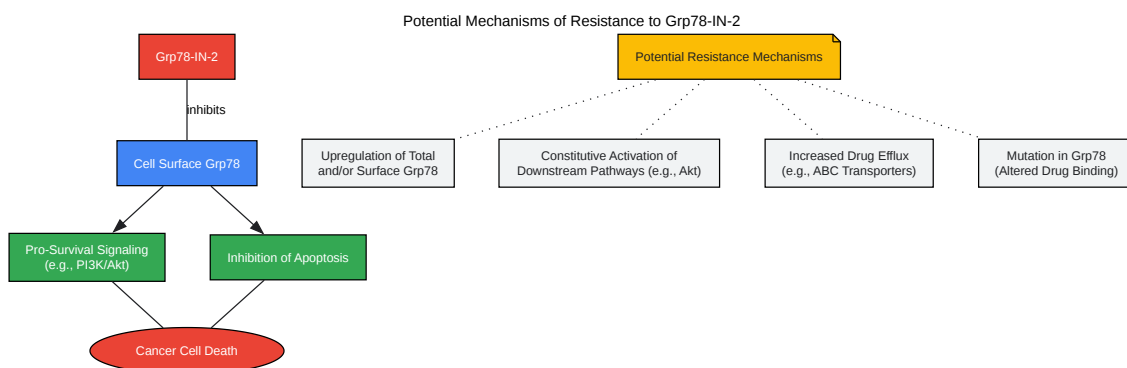 Potential Mechanisms of Resistance to Grp78-IN-2
Grp78-IN-2
Potential Resistance Mechanisms
inhibits
Cell Surface Grp78
Upregulation of Total
and/or Surface Grp78
Constitutive Activation of
Downstream Pathways (e.g., Akt)
Increased Drug Efflux
(e.g., ABC Transporters)
Mutation in Grp78
(Altered Drug Binding)
Pro-Survival Signaling
(e.g., PI3K/Akt)
Inhibition of Apoptosis
Cancer Cell Death